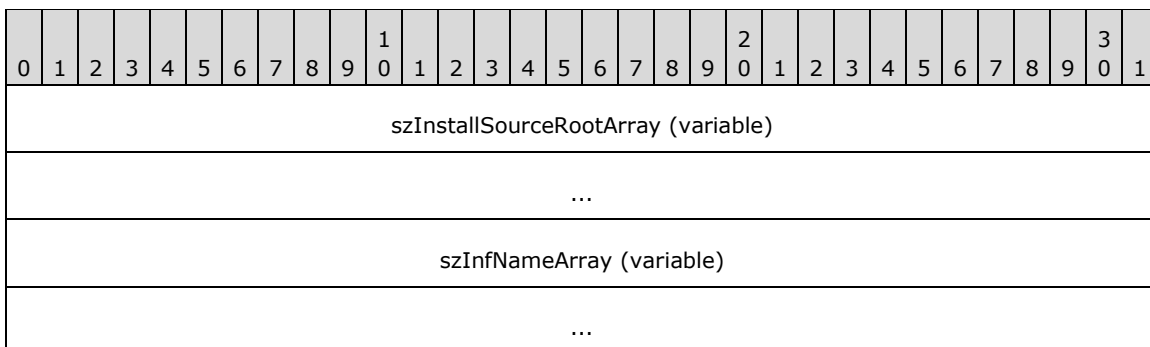 1 2 3
0 1 2 3 4 5 6 7 8 9 0 1 2 3 4 5 6 7 8 9 0 1 2 3 4 5 6 7 8 9 0 1
szInstallSourceRootArray (variable)
...
szInfNameArray (variable)
...